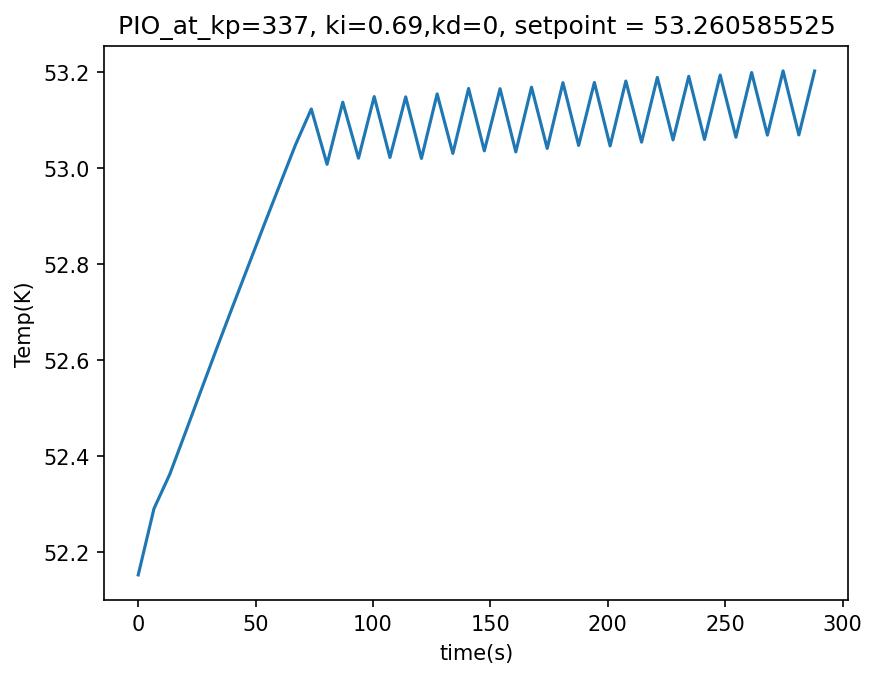 PIO_at_kp=337, ki=0.69,kd=0, setpoint = 53.260585525
53.2
53.0
52.8
52.6
52.4
52.2
Temp(K)
0 50 100 150 200 250 300
time(s)